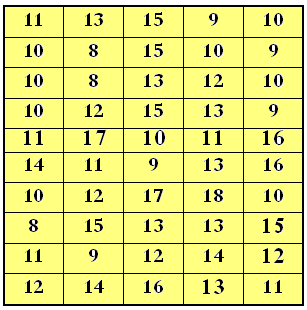 11 13 15 9 10
10 8 15 10 9
10 8 13 12 10
10 12 15 13 9
11 17 10 11 16
14 11 9 13 16
10 12 17 18 10
8 15 13 13 15
11 9 12 14 12
12 14 16 13 11